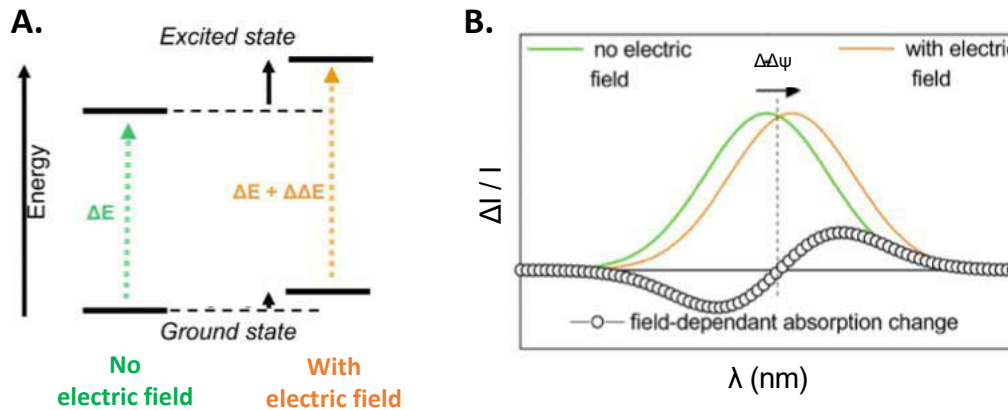 A.
Excited state
Energy
ΔE
ΔE + ΔΔE
Ground state
No
electric field
With
electric field
B.
no electric
field
with electric
field
ΔΔψ
ΔI / I
field-dependant absorption change
λ (nm)